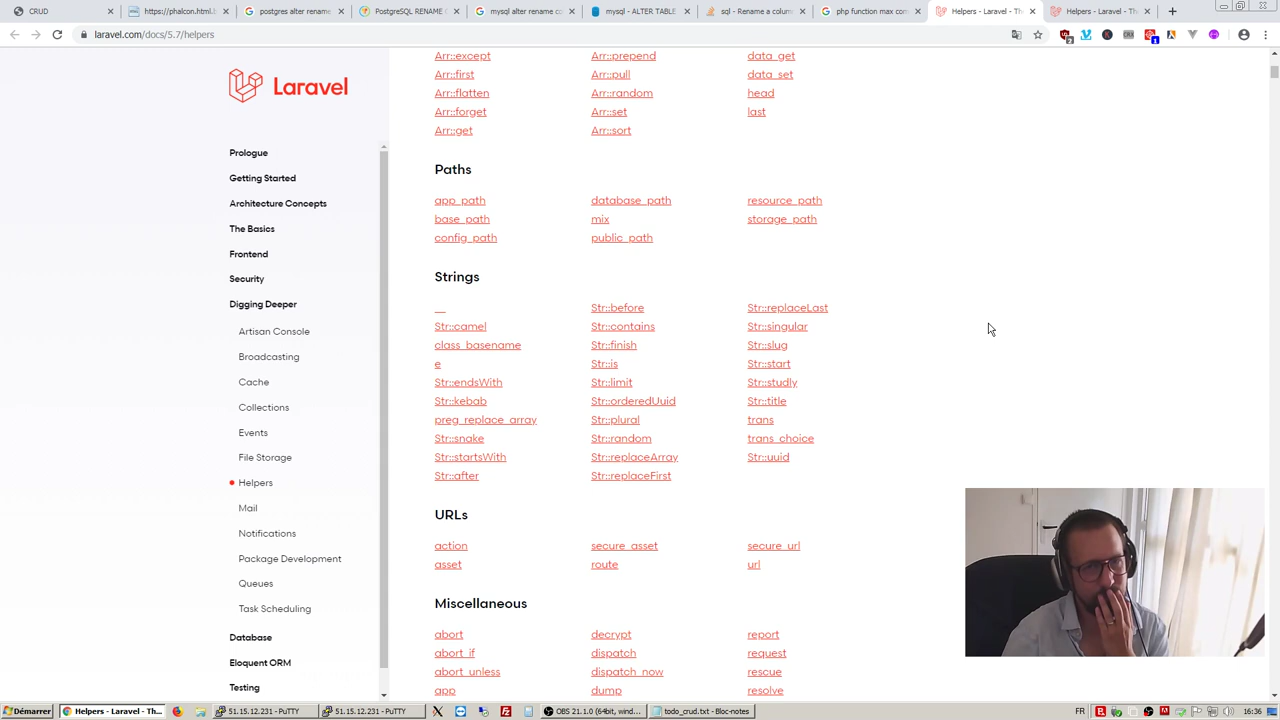 CRUD
https://phalcon.html.b
postgres alter rename
PostgreSQL RENAME C
mysql alter rename co
mysql - ALTER TABLE
sql - Rename a column
php function max com
Helpers - Laravel - Th
Helpers - Laravel - Th
laravel.com/docs/5.7/helpers
Laravel
Prologue
Getting Started
Architecture Concepts
The Basics
Frontend
Security
Digging Deeper
Artisan Console
Broadcasting
Cache
Collections
Events
File Storage
Helpers
Mail
Notifications
Package Development
Queues
Task Scheduling
Database
Eloquent ORM
Testing
Arr::except Arr::prepend data_get
Arr::first Arr::pull data_set
Arr::flatten Arr::random head
Arr::forget Arr::set last
Arr::get Arr::sort
Paths
app_path database_path resource_path
base_path mix storage_path
config_path public_path
Strings
__ Str::before Str::replaceLast
Str::camel Str::contains Str::singular
class_basename Str::finish Str::slug
e Str::is Str::start
Str::endsWith Str::limit Str::studly
Str::kebab Str::orderedUuid Str::title
preg_replace_array Str::plural trans
Str::snake Str::random trans_choice
Str::startsWith Str::replaceArray Str::uuid
Str::after Str::replaceFirst
URLs
action secure_asset secure_url
asset route url
Miscellaneous
abort decrypt report
abort_if dispatch request
abort_unless dispatch_now rescue
app dump resolve
Démarrer
Helpers - Laravel - Th...
51.15.12.231 - PuTTY
51.15.12.231 - PuTTY
OBS 21.1.0 (64bit, wind...
todo_crud.txt - Bloc-notes
FR
16:36